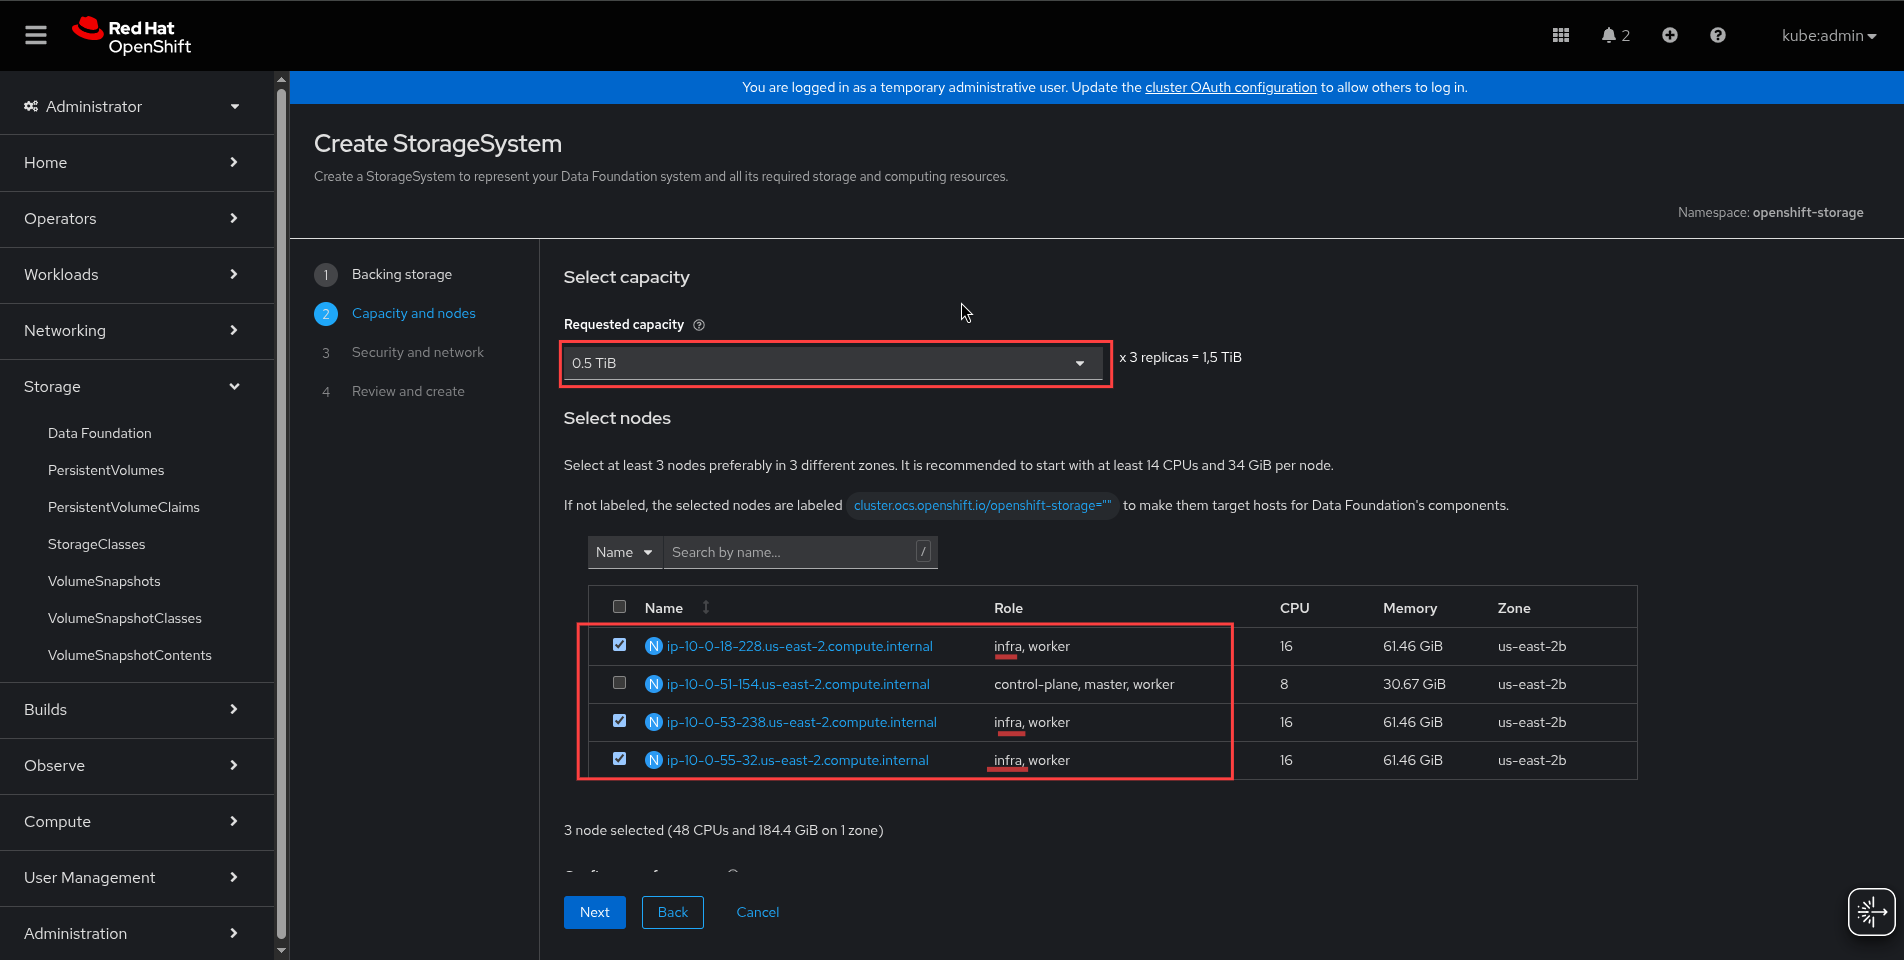 Red Hat
OpenShift
2
kube:admin
You are logged in as a temporary administrative user. Update the cluster OAuth configuration to allow others to log in.
Administrator
Home
Operators
Workloads
Networking
Storage
Data Foundation
PersistentVolumes
PersistentVolumeClaims
StorageClasses
VolumeSnapshots
VolumeSnapshotClasses
VolumeSnapshotContents
Builds
Observe
Compute
User Management
Administration
Create StorageSystem
Create a StorageSystem to represent your Data Foundation system and all its required storage and computing resources.
Namespace: openshift-storage
1 Backing storage
2 Capacity and nodes
3 Security and network
4 Review and create
Select capacity
Requested capacity
0.5 TiB x 3 replicas = 1,5 TiB
Select nodes
Select at least 3 nodes preferably in 3 different zones. It is recommended to start with at least 14 CPUs and 34 GiB per node.
If not labeled, the selected nodes are labeled cluster.ocs.openshift.io/openshift-storage="" to make them target hosts for Data Foundation's components.
Name Search by name... /
Name Role CPU Memory Zone
N ip-10-0-18-228.us-east-2.compute.internal infra, worker 16 61.46 GiB us-east-2b
N ip-10-0-51-154.us-east-2.compute.internal control-plane, master, worker 8 30.67 GiB us-east-2b
N ip-10-0-53-238.us-east-2.compute.internal infra, worker 16 61.46 GiB us-east-2b
N ip-10-0-55-32.us-east-2.compute.internal infra, worker 16 61.46 GiB us-east-2b
3 node selected (48 CPUs and 184.4 GiB on 1 zone)
Next Back Cancel